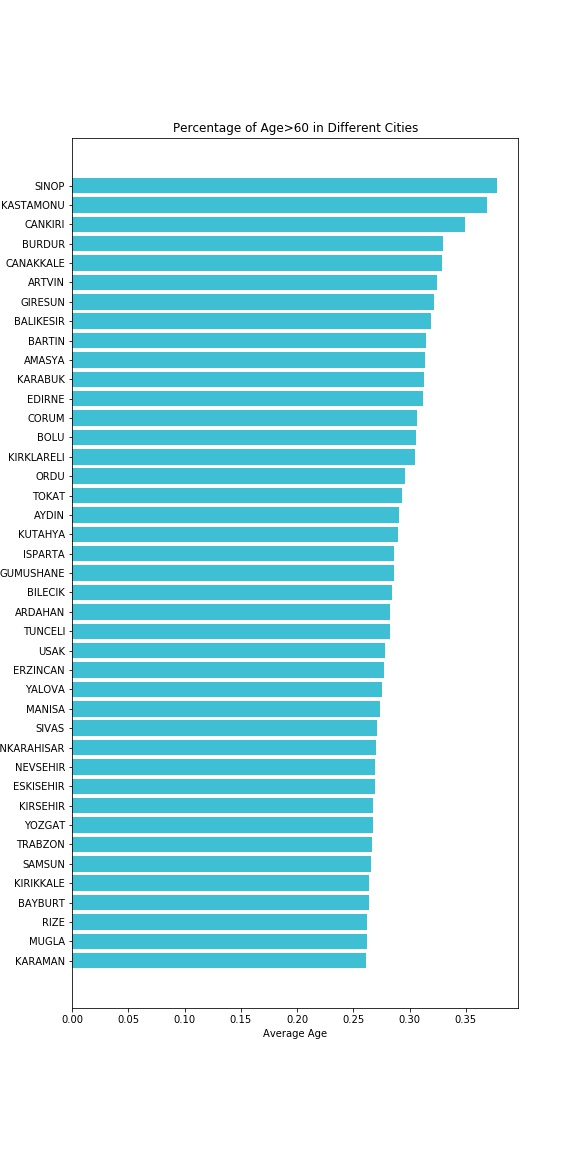 Percentage of Age>60 in Different Cities
SINOP
KASTAMONU
CANKIRI
BURDUR
CANAKKALE
ARTVIN
GIRESUN
BALIKESIR
BARTIN
AMASYA
KARABUK
EDIRNE
CORUM
BOLU
KIRKLARELI
ORDU
TOKAT
AYDIN
KUTAHYA
ISPARTA
GUMUSHANE
BILECIK
ARDAHAN
TUNCELI
USAK
ERZINCAN
YALOVA
MANISA
SIVAS
NKARAHISAR
NEVSEHIR
ESKISEHIR
KIRSEHIR
YOZGAT
TRABZON
SAMSUN
KIRIKKALE
BAYBURT
RIZE
MUGLA
KARAMAN
0.00 0.05 0.10 0.15 0.20 0.25 0.30 0.35
Average Age